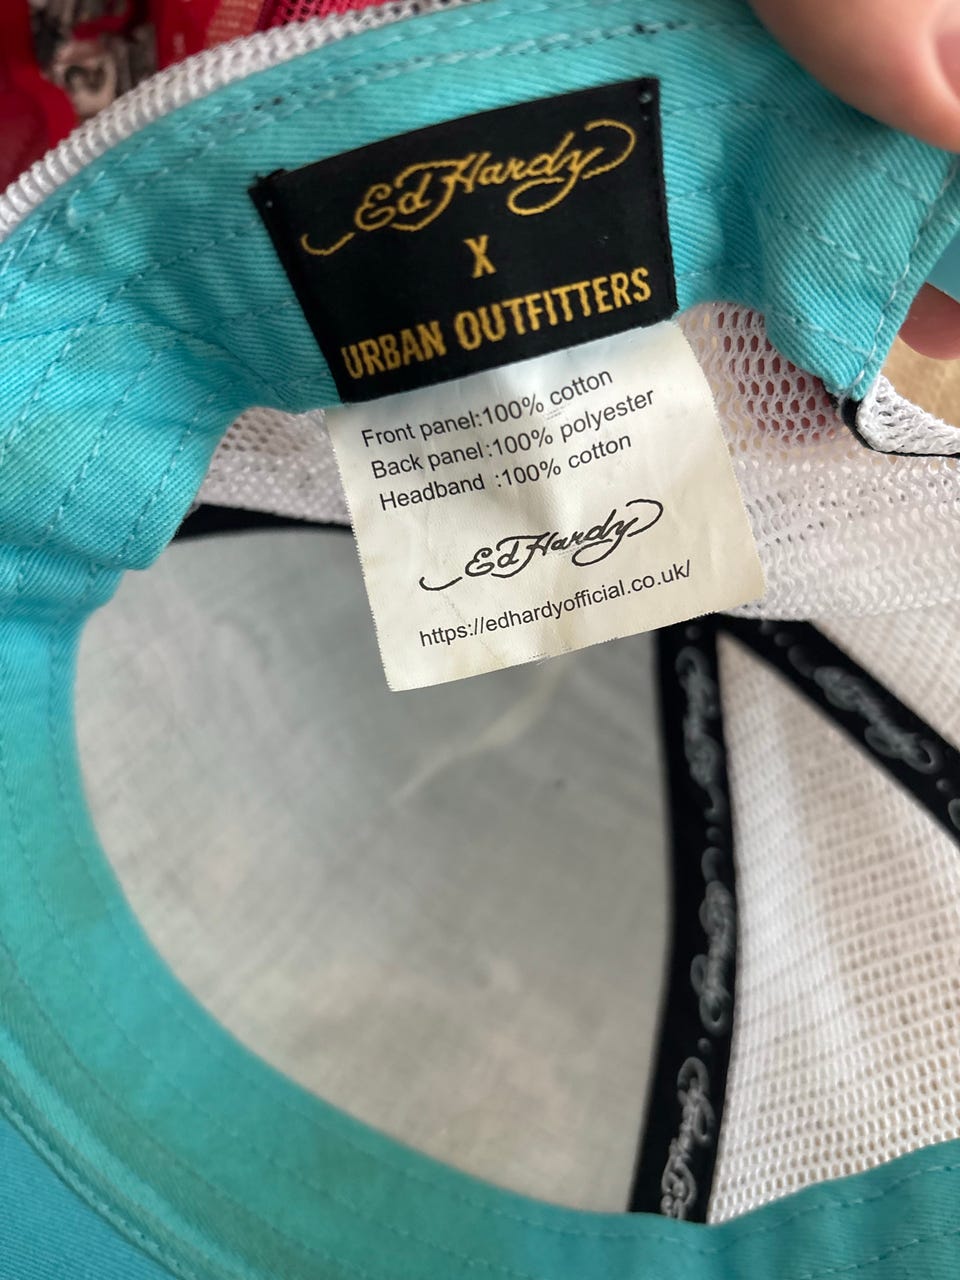 Ed Hardy
X
URBAN OUTFITTERS
Front panel:100% cotton
Back panel:100% polyester
Headband :100% cotton
Ed Hardy
https://edhardyofficial.co.uk/